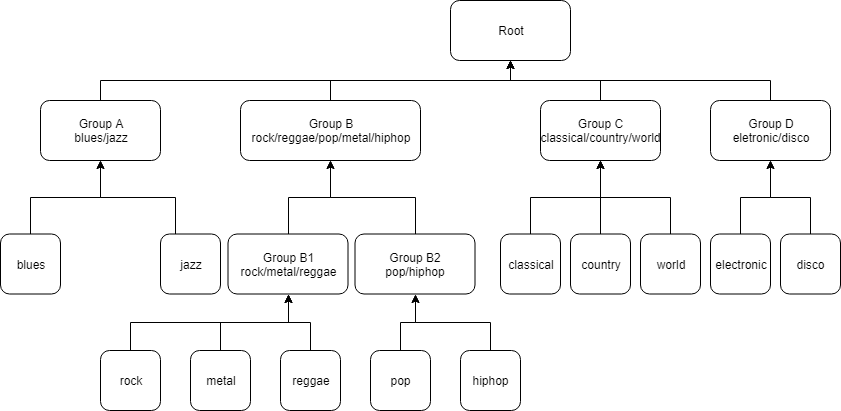 Root
Group A
blues/jazz
Group B
rock/reggae/pop/metal/hiphop
Group C
classical/country/world
Group D
eletronic/disco
blues
jazz
Group B1
rock/metal/reggae
Group B2
pop/hiphop
classical
country
world
electronic
disco
rock
metal
reggae
pop
hiphop